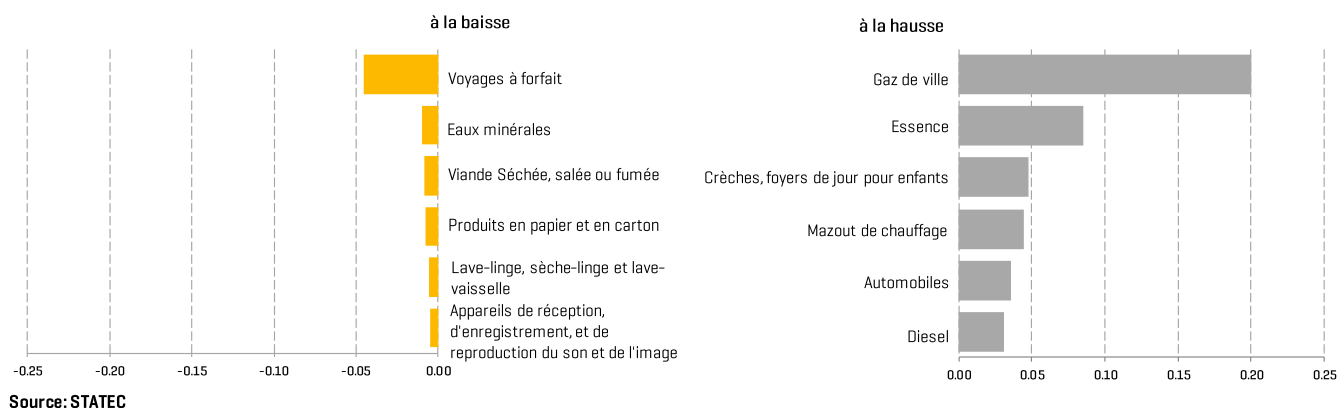 à la baisse
Voyages à forfait
Eaux minérales
Viande Séchée, salée ou fumée
Produits en papier et en carton
Lave-linge, sèche-linge et lave-
vaisselle
Appareils de réception,
d'enregistrement, et de
reproduction du son et de l'image
-0.25 -0.20 -0.15 -0.10 -0.05 0.00
à la hausse
Gaz de ville
Essence
Crèches, foyers de jour pour enfants
Mazout de chauffage
Automobiles
Diesel
0.00 0.05 0.10 0.15 0.20 0.25
Source: STATEC